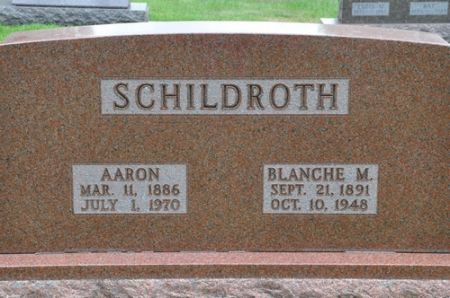 SCHILDROTH
AARON
MAR. 11, 1886
JULY 1, 1970
BLANCHE M.
SEPT. 21, 1891
OCT. 10, 1948